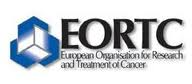 EORTC
European Organisation for Research
and Treatment of Cancer